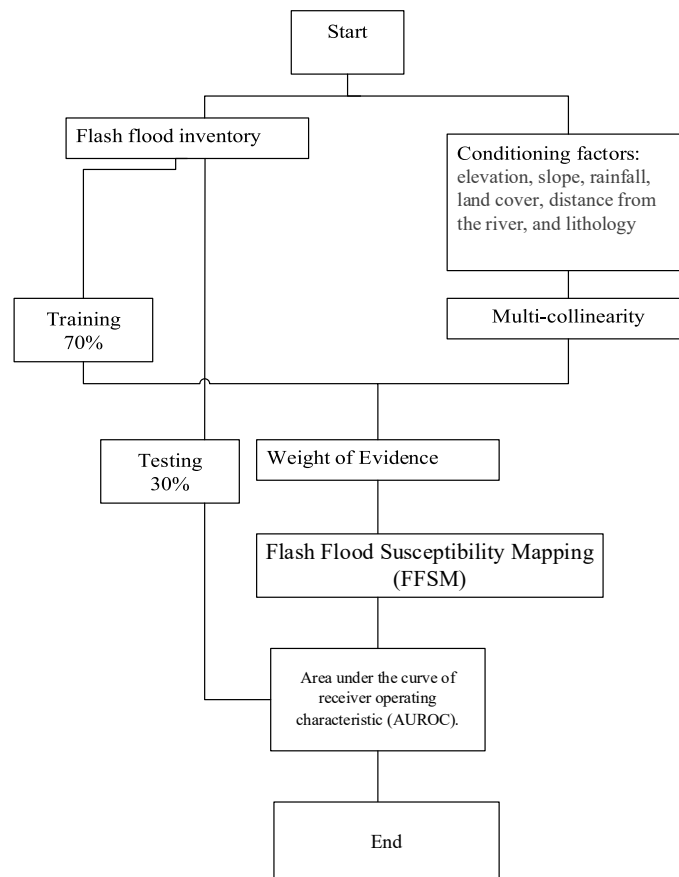 Start
Flash flood inventory
Conditioning factors:
elevation, slope, rainfall,
land cover, distance from
the river, and lithology
Training
70%
Multi-collinearity
Testing
30%
Weight of Evidence
Flash Flood Susceptibility Mapping
(FFSM)
Area under the curve of
receiver operating
characteristic (AUROC).
End